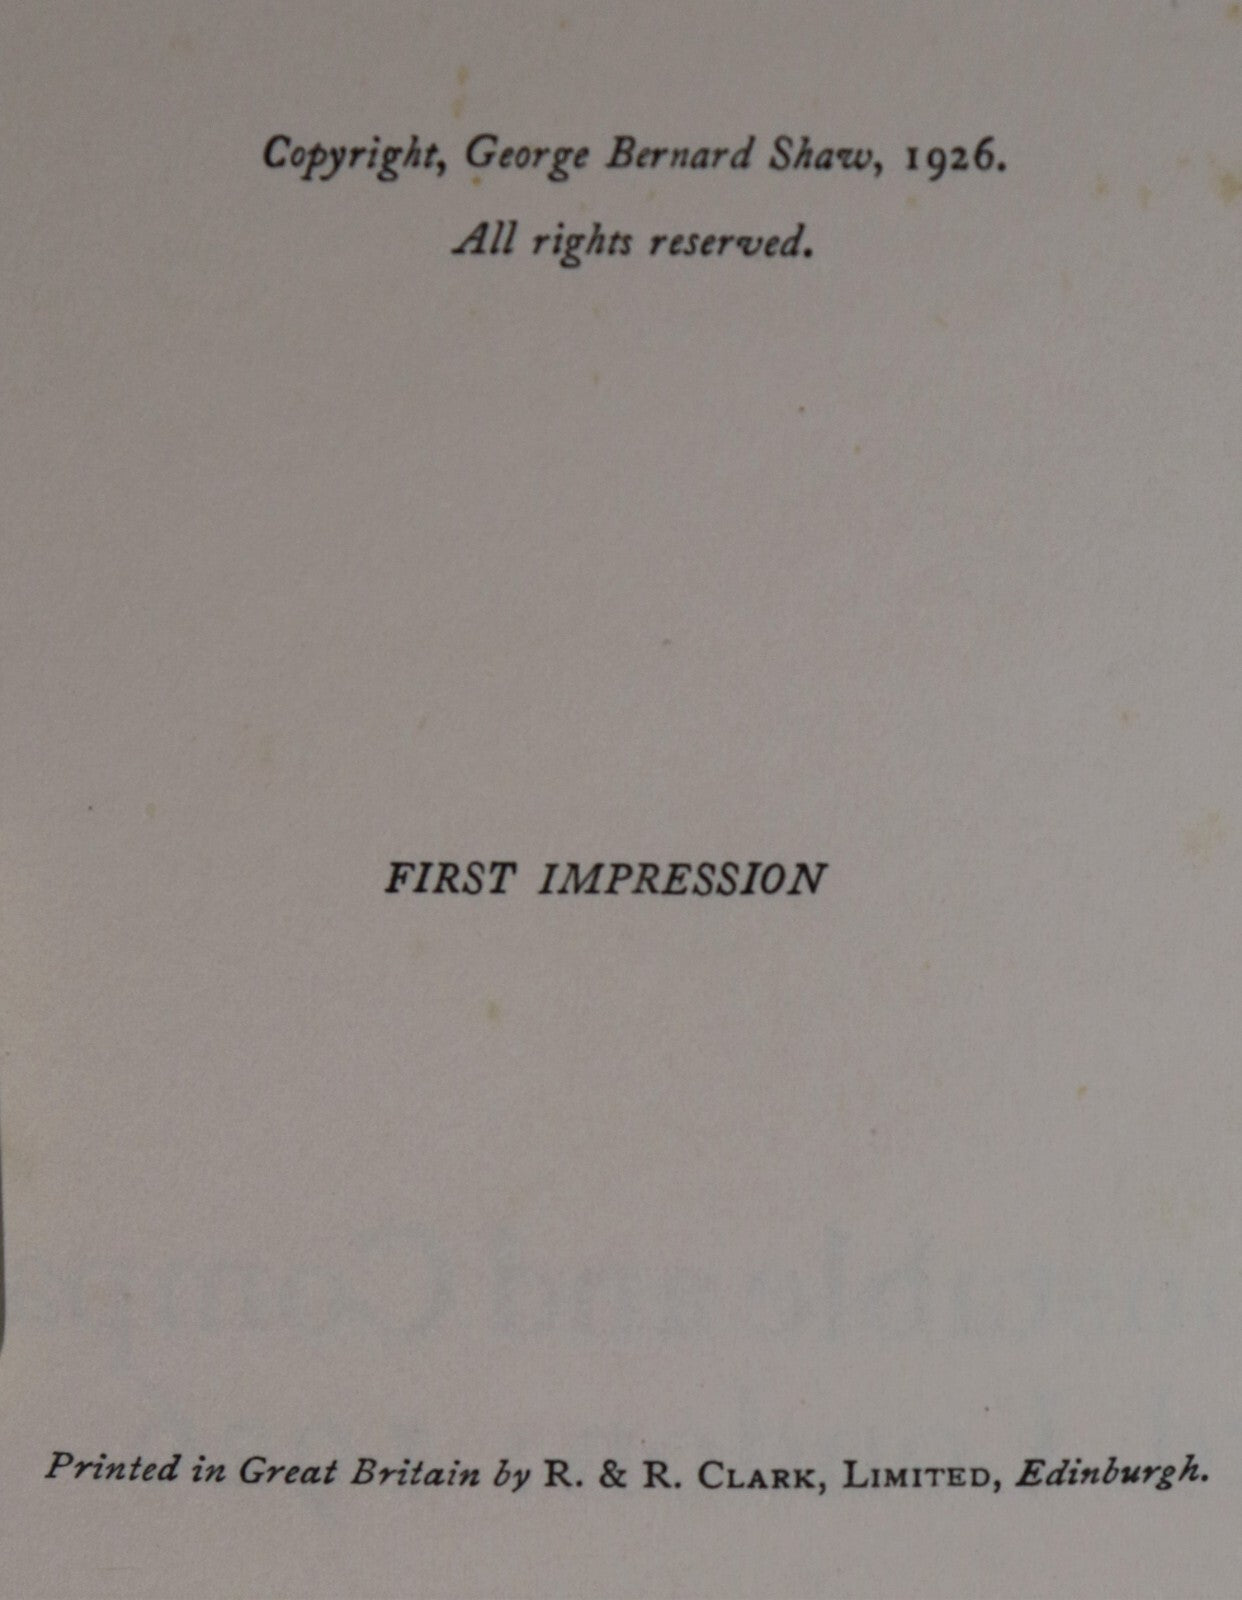 Copyright, George Bernard Shaw, 1926.
All rights reserved.
FIRST IMPRESSION
Printed in Great Britain by R. & R. CLARK, LIMITED, Edinburgh.